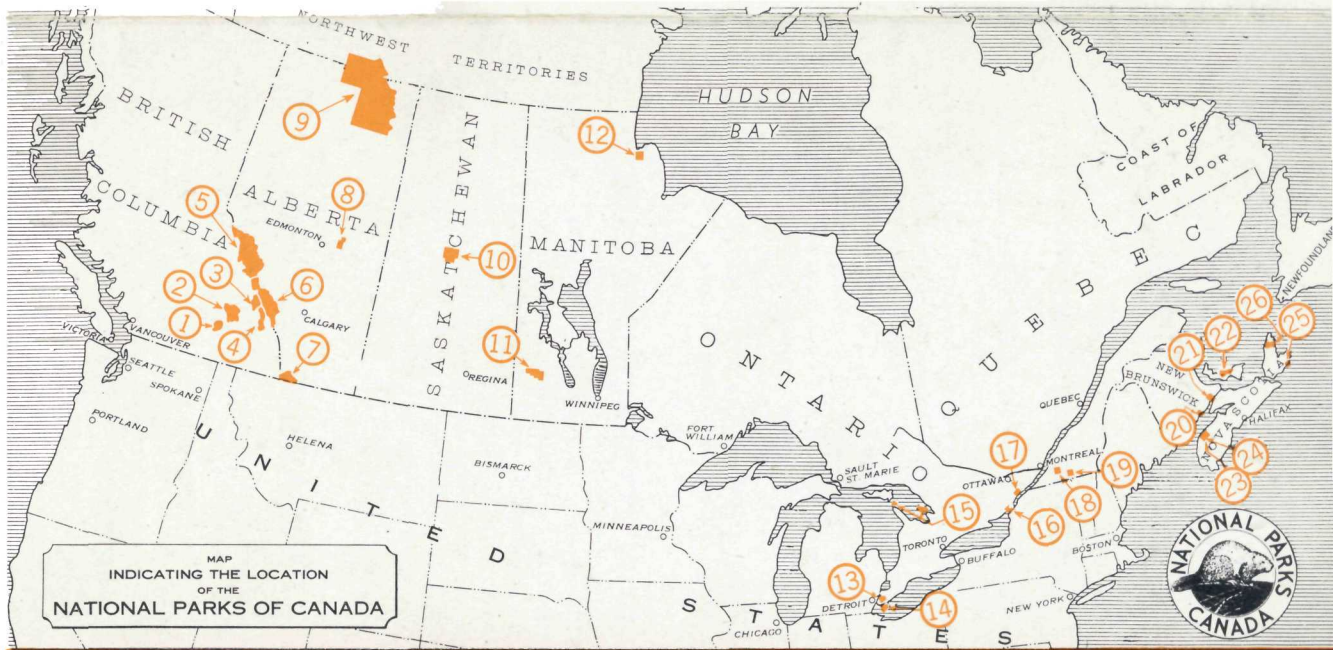 NORTHWEST
TERRITORIES
HUDSON
BAY
BRITISH
COLUMBIA
ALBERTA
SASKATCHEWAN
MANITOBA
ONTARIO
QUEBEC
COAST OF
LABRADOR
NEWFOUNDLAND
NEW
BRUNSWICK
NOVA SCOTIA
9
12
5
8
3
6
2
1
4
7
10
11
26
25
22
21
20
24
23
17
19
18
16
15
13
14
EDMONTON
CALGARY
VICTORIA
VANCOUVER
SEATTLE
SPOKANE
PORTLAND
HELENA
REGINA
WINNIPEG
BISMARCK
MINNEAPOLIS
FORT
WILLIAM
SAULT
ST. MARIE
OTTAWA
MONTREAL
QUEBEC
HALIFAX
TORONTO
BUFFALO
BOSTON
NEW YORK
DETROIT
CHICAGO
UNITED
STATES
MAP
INDICATING THE LOCATION
OF THE
NATIONAL PARKS OF CANADA
NATIONAL PARKS
CANADA